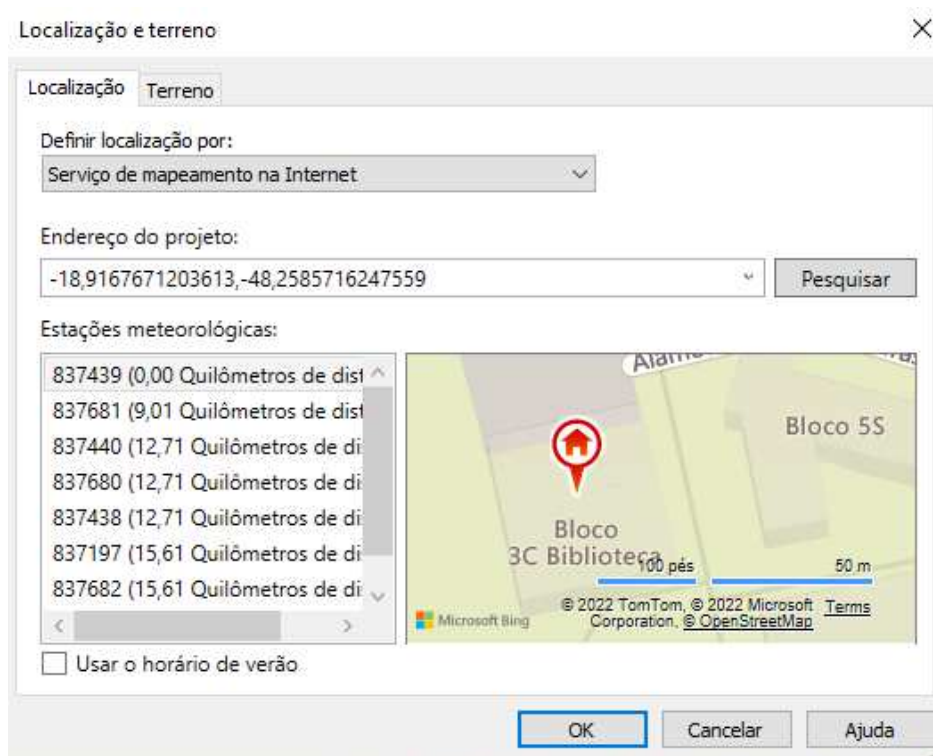 Localização e terreno
Localização
Terreno
Definir localização por:
Serviço de mapeamento na Internet
Endereço do projeto:
-18,9167671203613,-48,2585716247559
Pesquisar
Estações meteorológicas:
837439 (0,00 Quilômetros de dist
837681 (9,01 Quilômetros de dist
837440 (12,71 Quilômetros de di
837680 (12,71 Quilômetros de di
837438 (12,71 Quilômetros de di
837197 (15,61 Quilômetros de di
837682 (15,61 Quilômetros de di
Bloco 5S
Bloco
3C Biblioteca
100 pés
50 m
Microsoft Bing
© 2022 TomTom, © 2022 Microsoft Terms
Corporation, © OpenStreetMap
Usar o horário de verão
OK
Cancelar
Ajuda